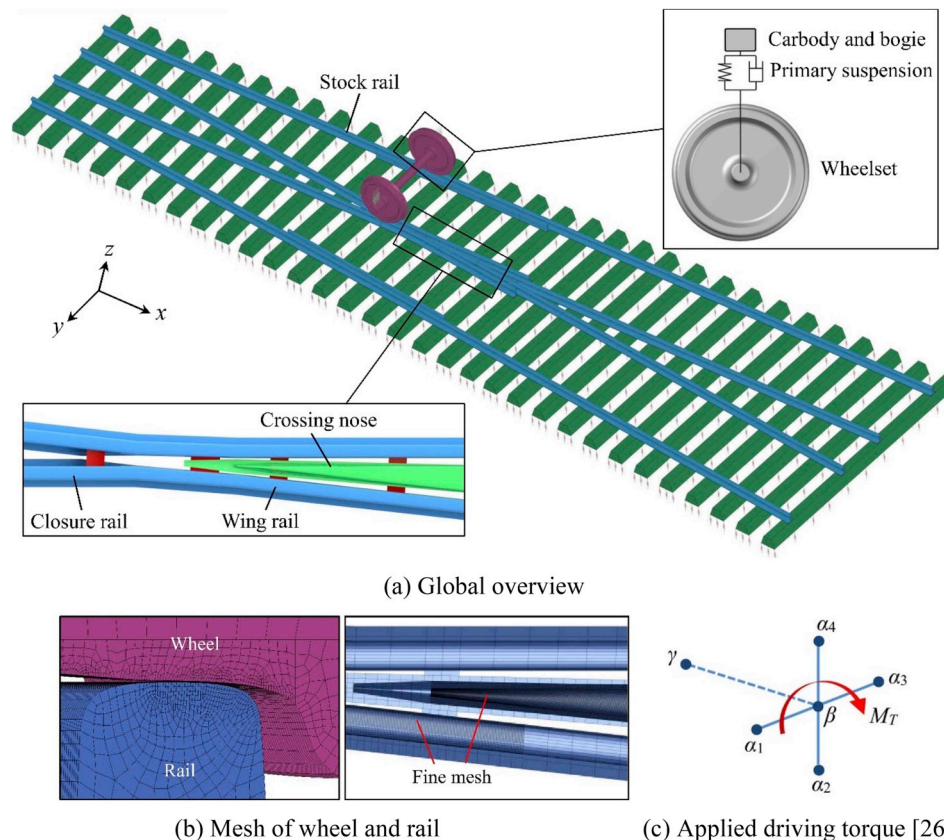 Carbody and bogie
Primary suspension
Stock rail
Wheelset
z
y
x
Crossing nose
Closure rail
Wing rail
(a) Global overview
Wheel
Rail
Fine mesh
α4
γ
α3
β
MT
α1
α2
(b) Mesh of wheel and rail
(c) Applied driving torque [26